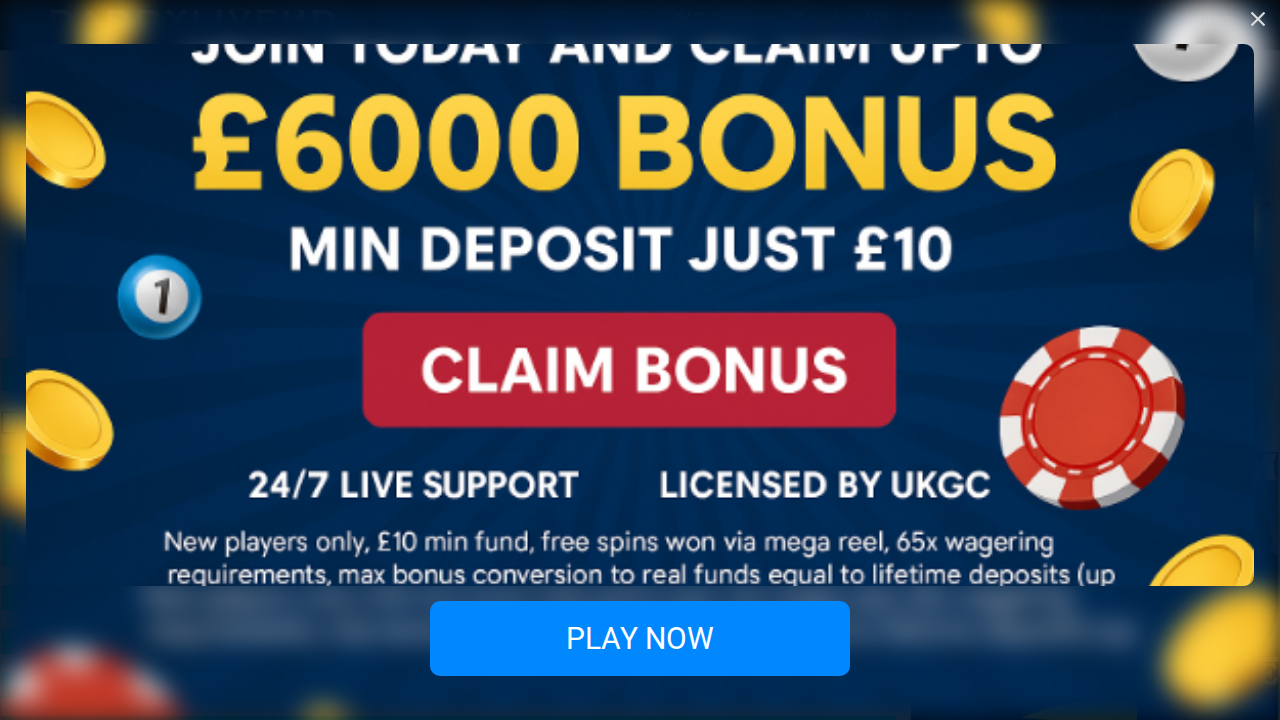 JOIN TODAY AND CLAIM UPTO
£6000 BONUS
MIN DEPOSIT JUST £10
1
CLAIM BONUS
24/7 LIVE SUPPORT LICENSED BY UKGC
New players only, £10 min fund, free spins won via mega reel, 65x wagering
requirements, max bonus conversion to real funds equal to lifetime deposits (up
PLAY NOW